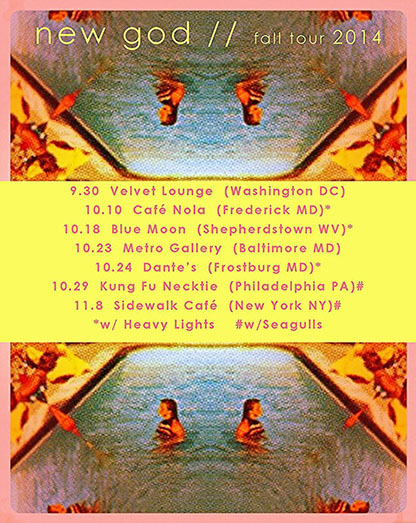 new god // fall tour 2014
9.30 Velvet Lounge (Washington DC)
10.10 Café Nola (Frederick MD)*
10.18 Blue Moon (Shepherdstown WV)*
10.23 Metro Gallery (Baltimore MD)
10.24 Dante's (Frostburg MD)*
10.29 Kung Fu Necktie (Philadelphia PA)#
11.8 Sidewalk Café (New York NY)#
*w/ Heavy Lights #w/Seagulls